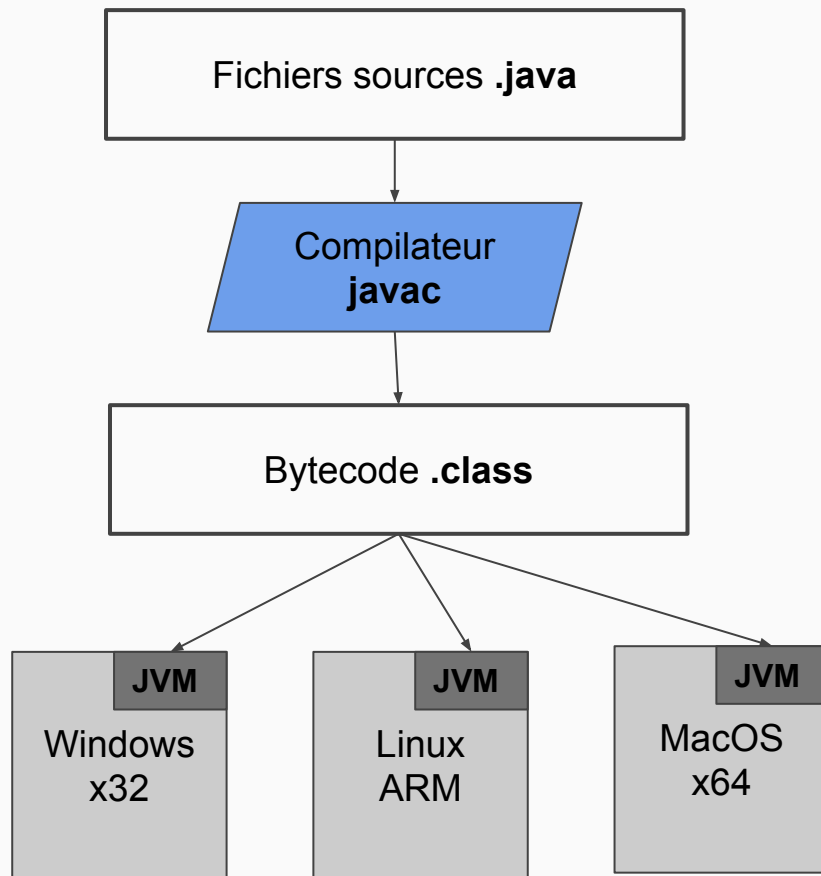 Fichiers sources .java
Compilateur
javac
Bytecode .class
JVM
Windows
x32
JVM
Linux
ARM
JVM
MacOS
x64